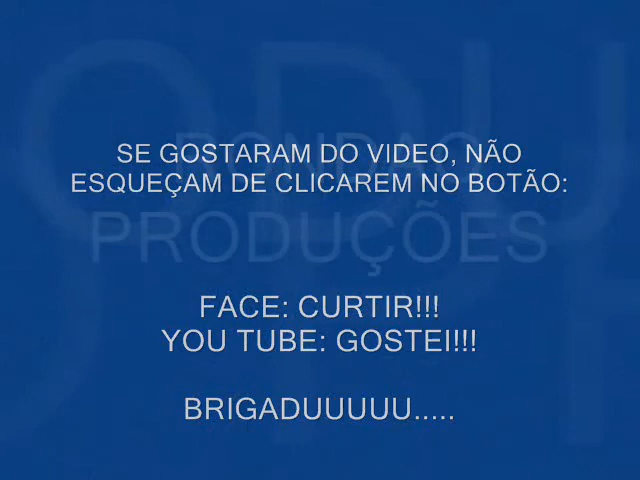 SE GOSTARAM DO VIDEO, NÃO
ESQUEÇAM DE CLICAREM NO BOTÃO:
PRODUÇÕES
FACE: CURTIR!!!
YOU TUBE: GOSTEI!!!
BRIGADUUUUU.....